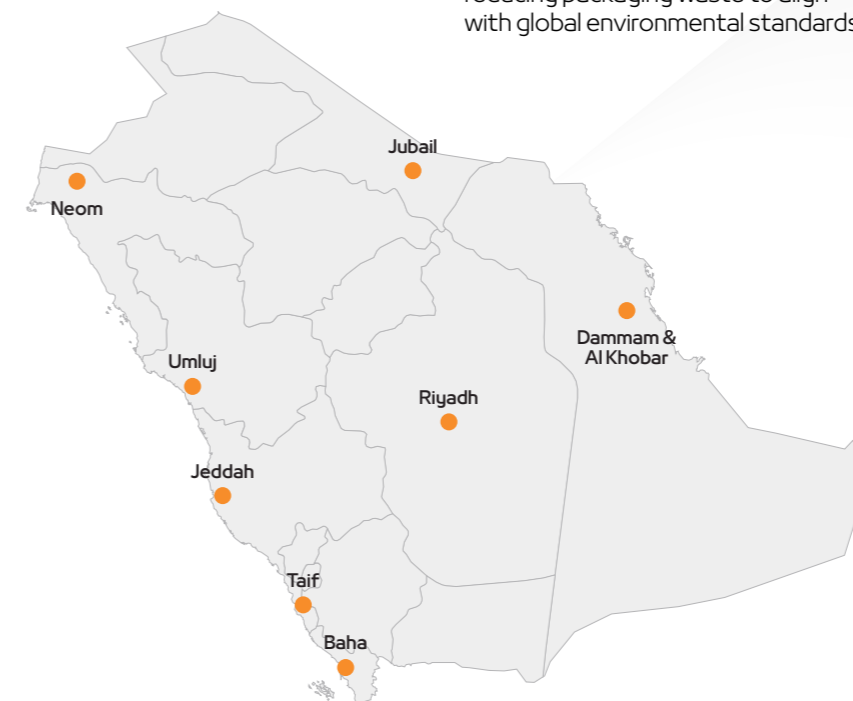 with global environmental standards
Jubail
Neom
Dammam &
Al Khobar
Umluj
Riyadh
Jeddah
Taif
Baha